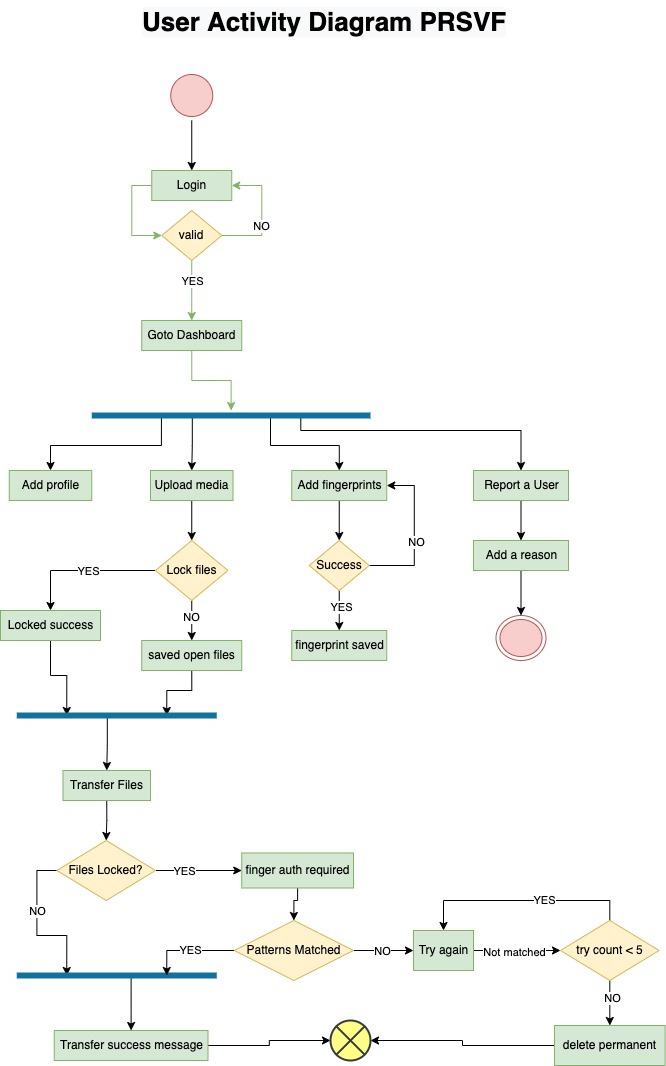 User Activity Diagram PRSVF
Login
valid
NO
YES
Goto Dashboard
Add profile
Upload media
Add fingerprints
Report a User
NO
Add a reason
YES
Lock files
Success
NO
YES
Locked success
saved open files
fingerprint saved
Transfer Files
Files Locked?
YES
finger auth required
NO
YES
YES
Patterns Matched
NO
Try again
Not matched
try count < 5
NO
Transfer success message
delete permanent